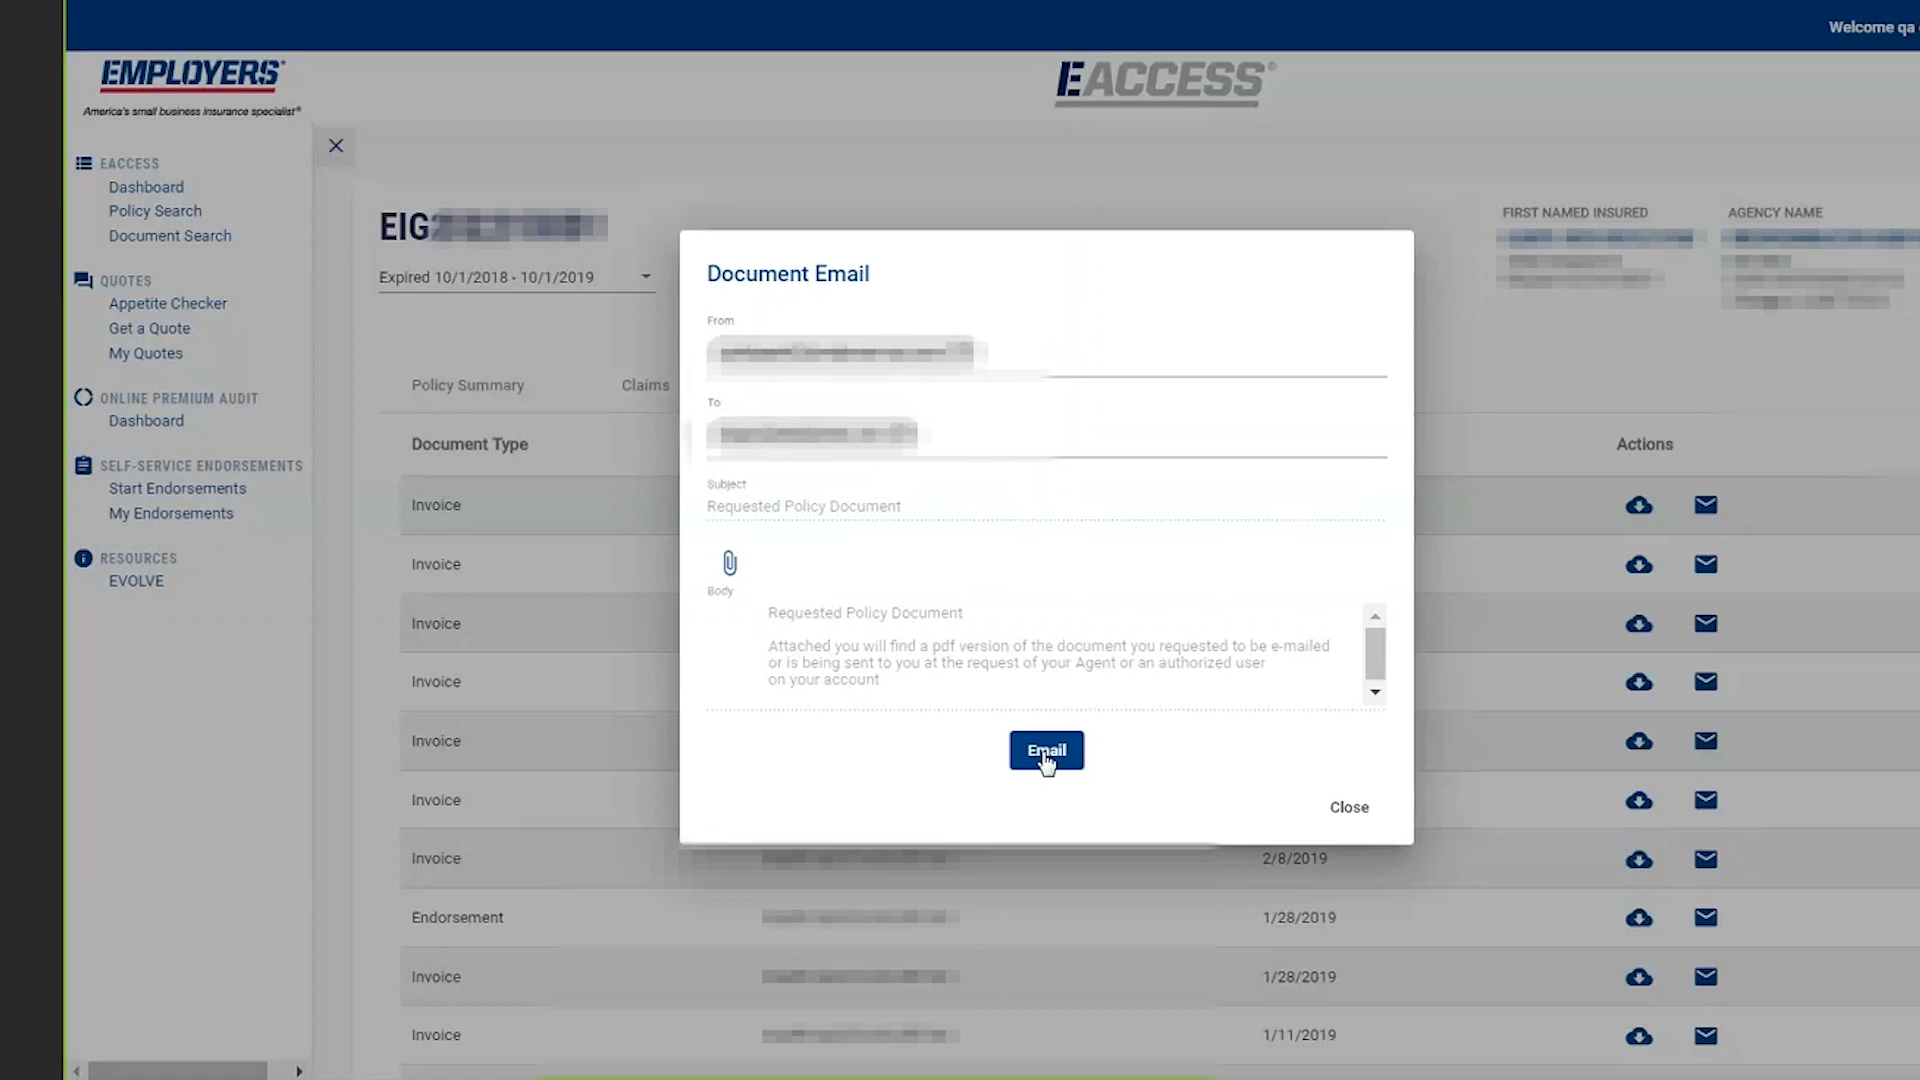 Welcome qa
EMPLOYERS®
America's small business insurance specialist®
EACCESS®
EACCESS
Dashboard
Policy Search
Document Search
QUOTES
Appetite Checker
Get a Quote
My Quotes
ONLINE PREMIUM AUDIT
Dashboard
SELF-SERVICE ENDORSEMENTS
Start Endorsements
My Endorsements
RESOURCES
EVOLVE
EIG
Expired 10/1/2018 - 10/1/2019
FIRST NAMED INSURED
AGENCY NAME
Policy Summary
Claims
Document Type
Actions
Invoice
Invoice
Invoice
Invoice
Invoice
Invoice
Invoice
2/8/2019
Endorsement
1/28/2019
Invoice
1/28/2019
Invoice
1/11/2019
Document Email
From
To
Subject
Requested Policy Document
Body
Requested Policy Document
Attached you will find a pdf version of the document you requested to be e-mailed
or is being sent to you at the request of your Agent or an authorized user
on your account
Email
Close